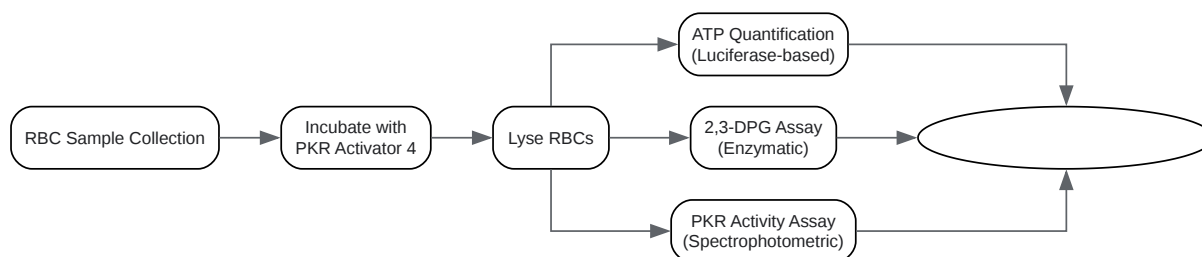 ATP Quantification
(Luciferase-based)
RBC Sample Collection
Incubate with
PKR Activator 4
Lyse RBCs
2,3-DPG Assay
(Enzymatic)
PKR Activity Assay
(Spectrophotometric)